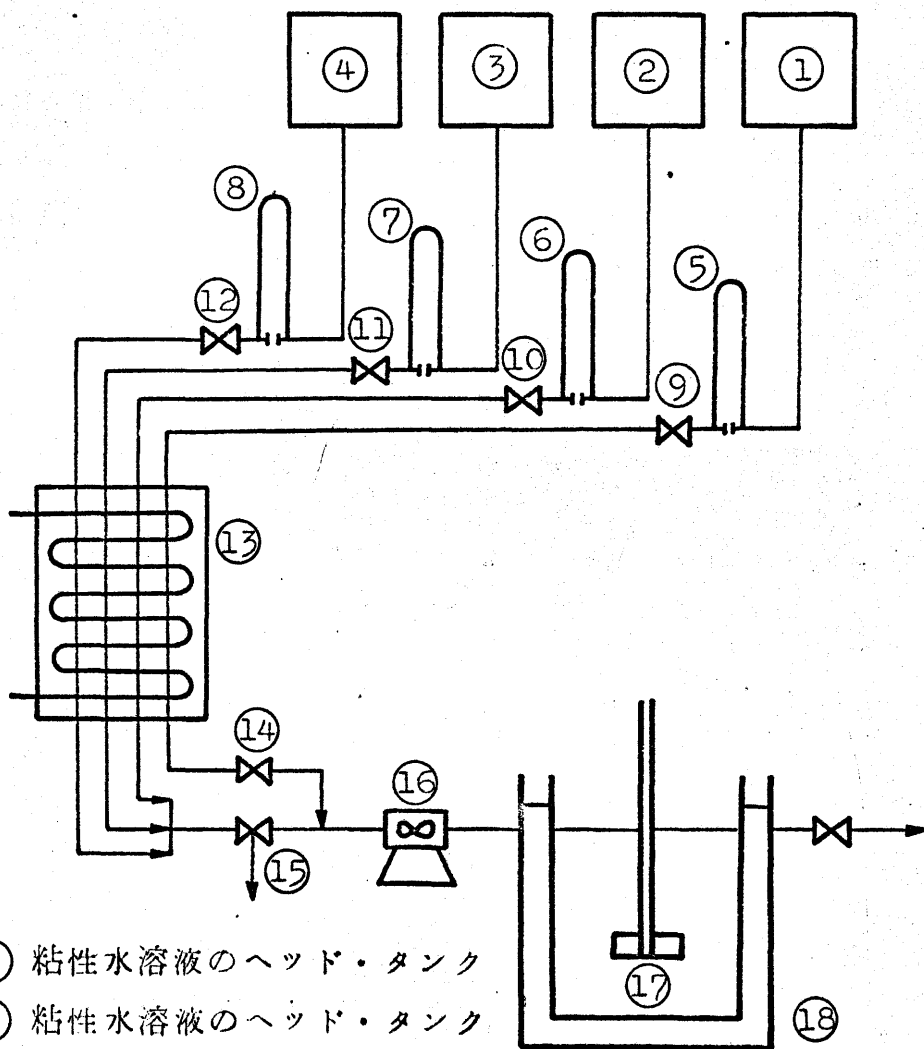 ④ ③ ② ①
⑧ ⑦ ⑥ ⑤
⑫ ⑪ ⑩ ⑨
⑬
⑭
⑯
⑮
⑰
⑱
粘性水溶液のヘッド・タンク
粘性水溶液のヘッド・タンク